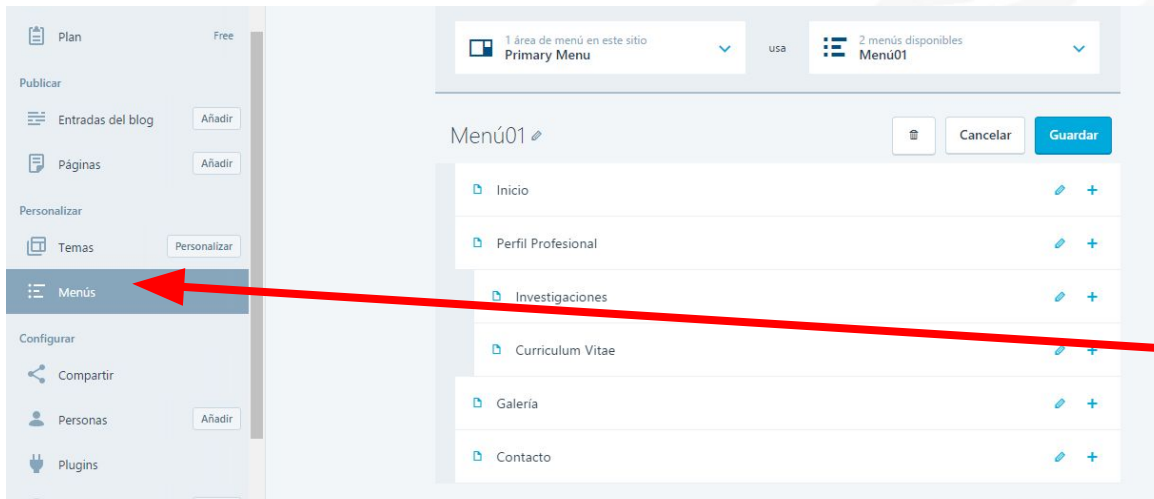 Plan Free
Publicar
Entradas del blog Añadir
Páginas Añadir
Personalizar
Temas Personalizar
Menús
Configurar
Compartir
Personas Añadir
Plugins
1 área de menú en este sitio
Primary Menu
usa
2 menús disponibles
Menú01
Menú01
Cancelar Guardar
Inicio
Perfil Profesional
Investigaciones
Curriculum Vitae
Galería
Contacto